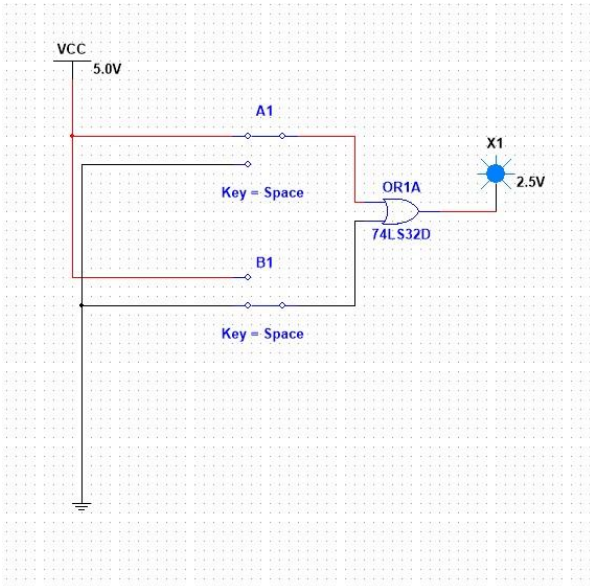 VCC
5.0V
A1
X1
2.5V
Key = Space
OR1A
74LS32D
B1
Key = Space